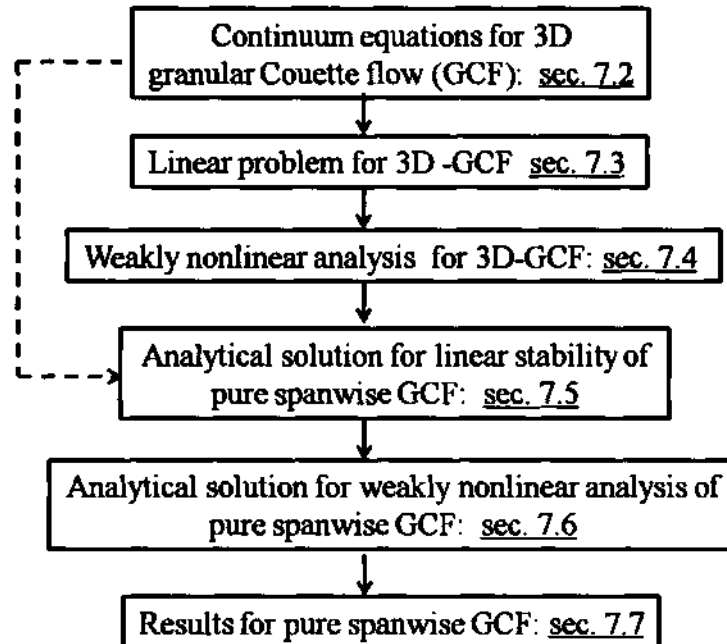 Continuum equations for 3D
granular Couette flow (GCF): sec. 7.2
Linear problem for 3D -GCF sec. 7.3
Weakly nonlinear analysis for 3D-GCF: sec. 7.4
Analytical solution for linear stability of
pure spanwise GCF: sec. 7.5
Analytical solution for weakly nonlinear analysis of
pure spanwise GCF: sec. 7.6
Results for pure spanwise GCF: sec. 7.7